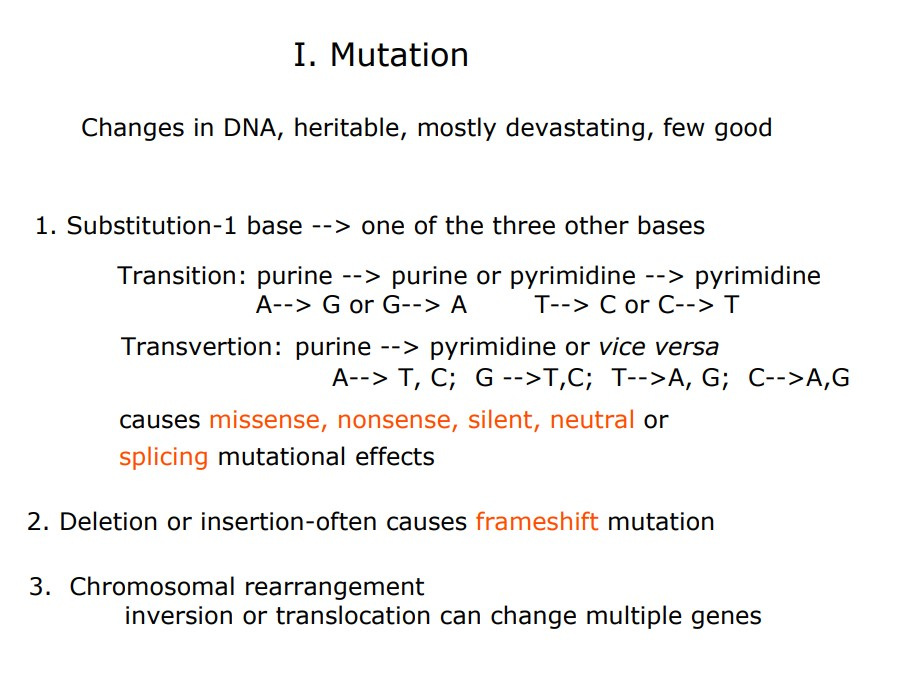 I. Mutation
Changes in DNA, heritable, mostly devastating, few good
1. Substitution-1 base --> one of the three other bases
Transition: purine --> purine or pyrimidine --> pyrimidine
A--> G or G--> A T--> C or C--> T
Transvertion: purine --> pyrimidine or vice versa
A--> T, C; G -->T,C; T-->A, G; C-->A,G
causes missense, nonsense, silent, neutral or
splicing mutational effects
2. Deletion or insertion-often causes frameshift mutation
3. Chromosomal rearrangement
inversion or translocation can change multiple genes